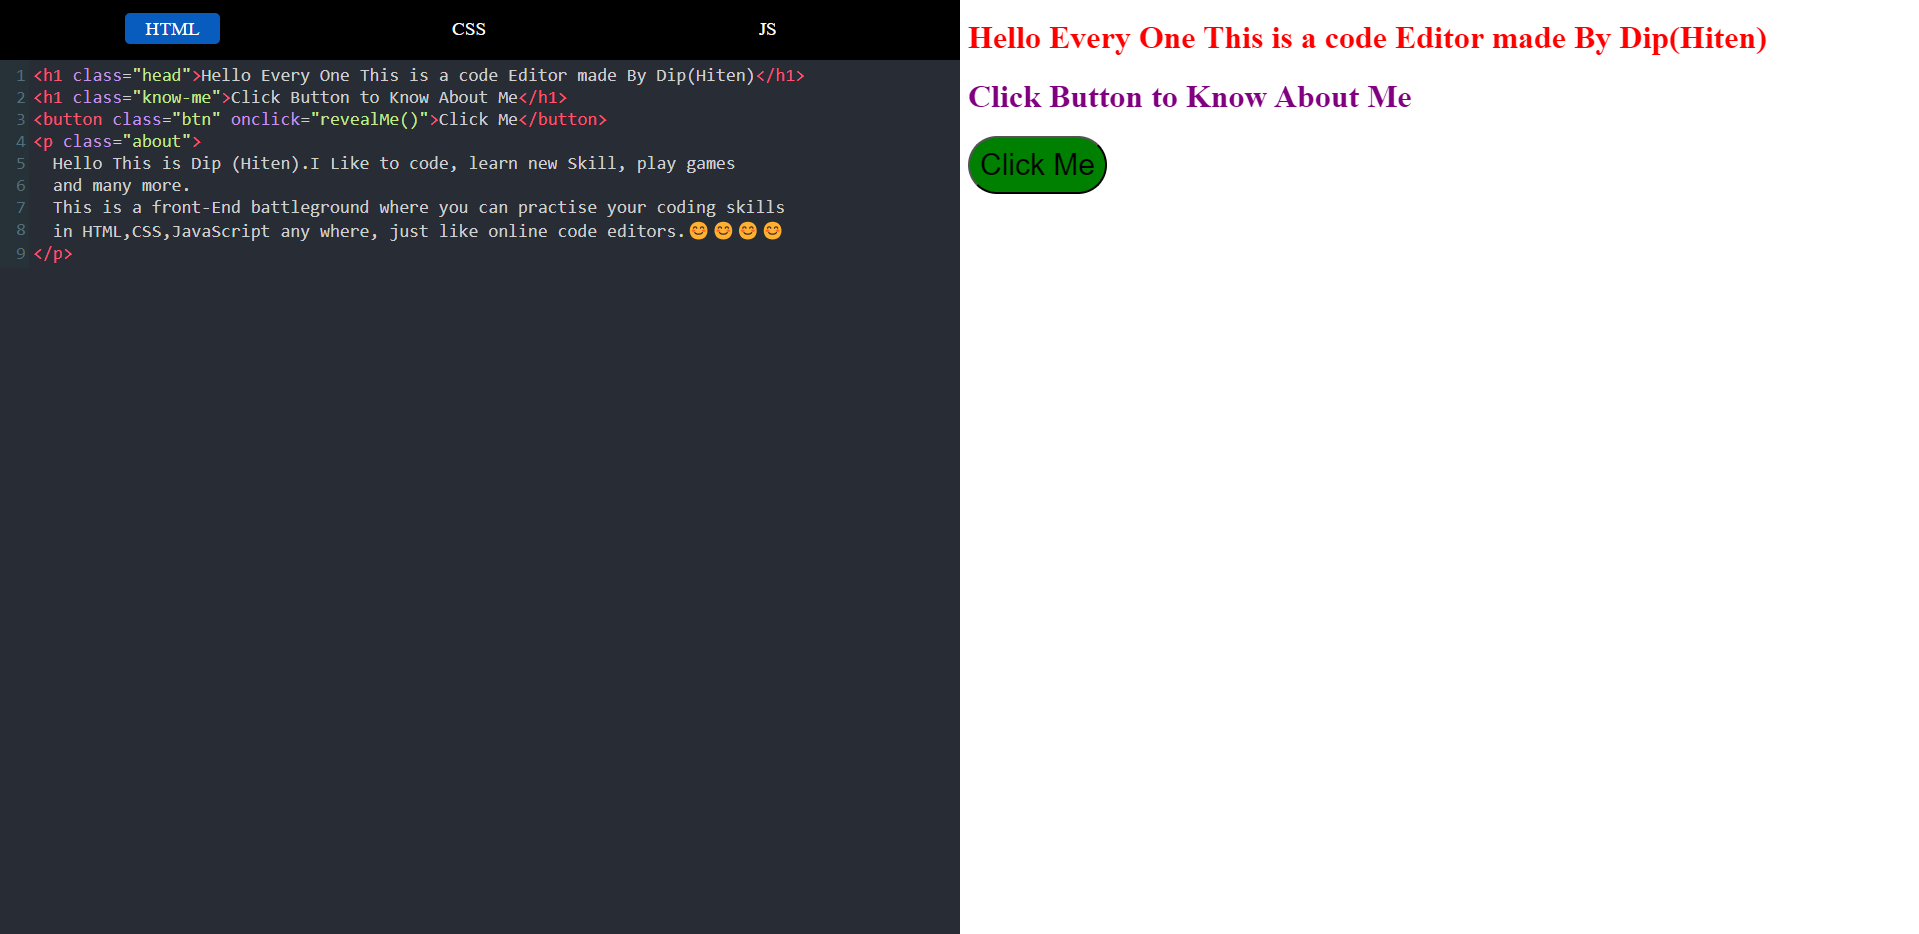 HTML CSS JS
1 <h1 class="head">Hello Every One This is a code Editor made By Dip(Hiten)</h1>
2 <h1 class="know-me">Click Button to Know About Me</h1>
3 <button class="btn" onclick="revealMe()">Click Me</button>
4 <p class="about">
5   Hello This is Dip (Hiten).I Like to code, learn new Skill, play games
6   and many more.
7   This is a front-End battleground where you can practise your coding skills
8   in HTML,CSS,JavaScript any where, just like online code editors.😊😊😊😊
9 </p>
Hello Every One This is a code Editor made By Dip(Hiten)
Click Button to Know About Me
Click Me